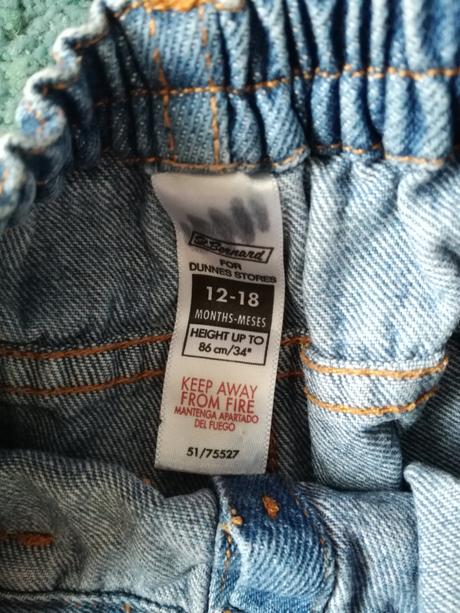 St Bernard
FOR
DUNNES STORES
12-18
MONTHS-MESES
HEIGHT UP TO
86 cm/34"
KEEP AWAY
FROM FIRE
MANTENGA APARTADO
DEL FUEGO
51/75527